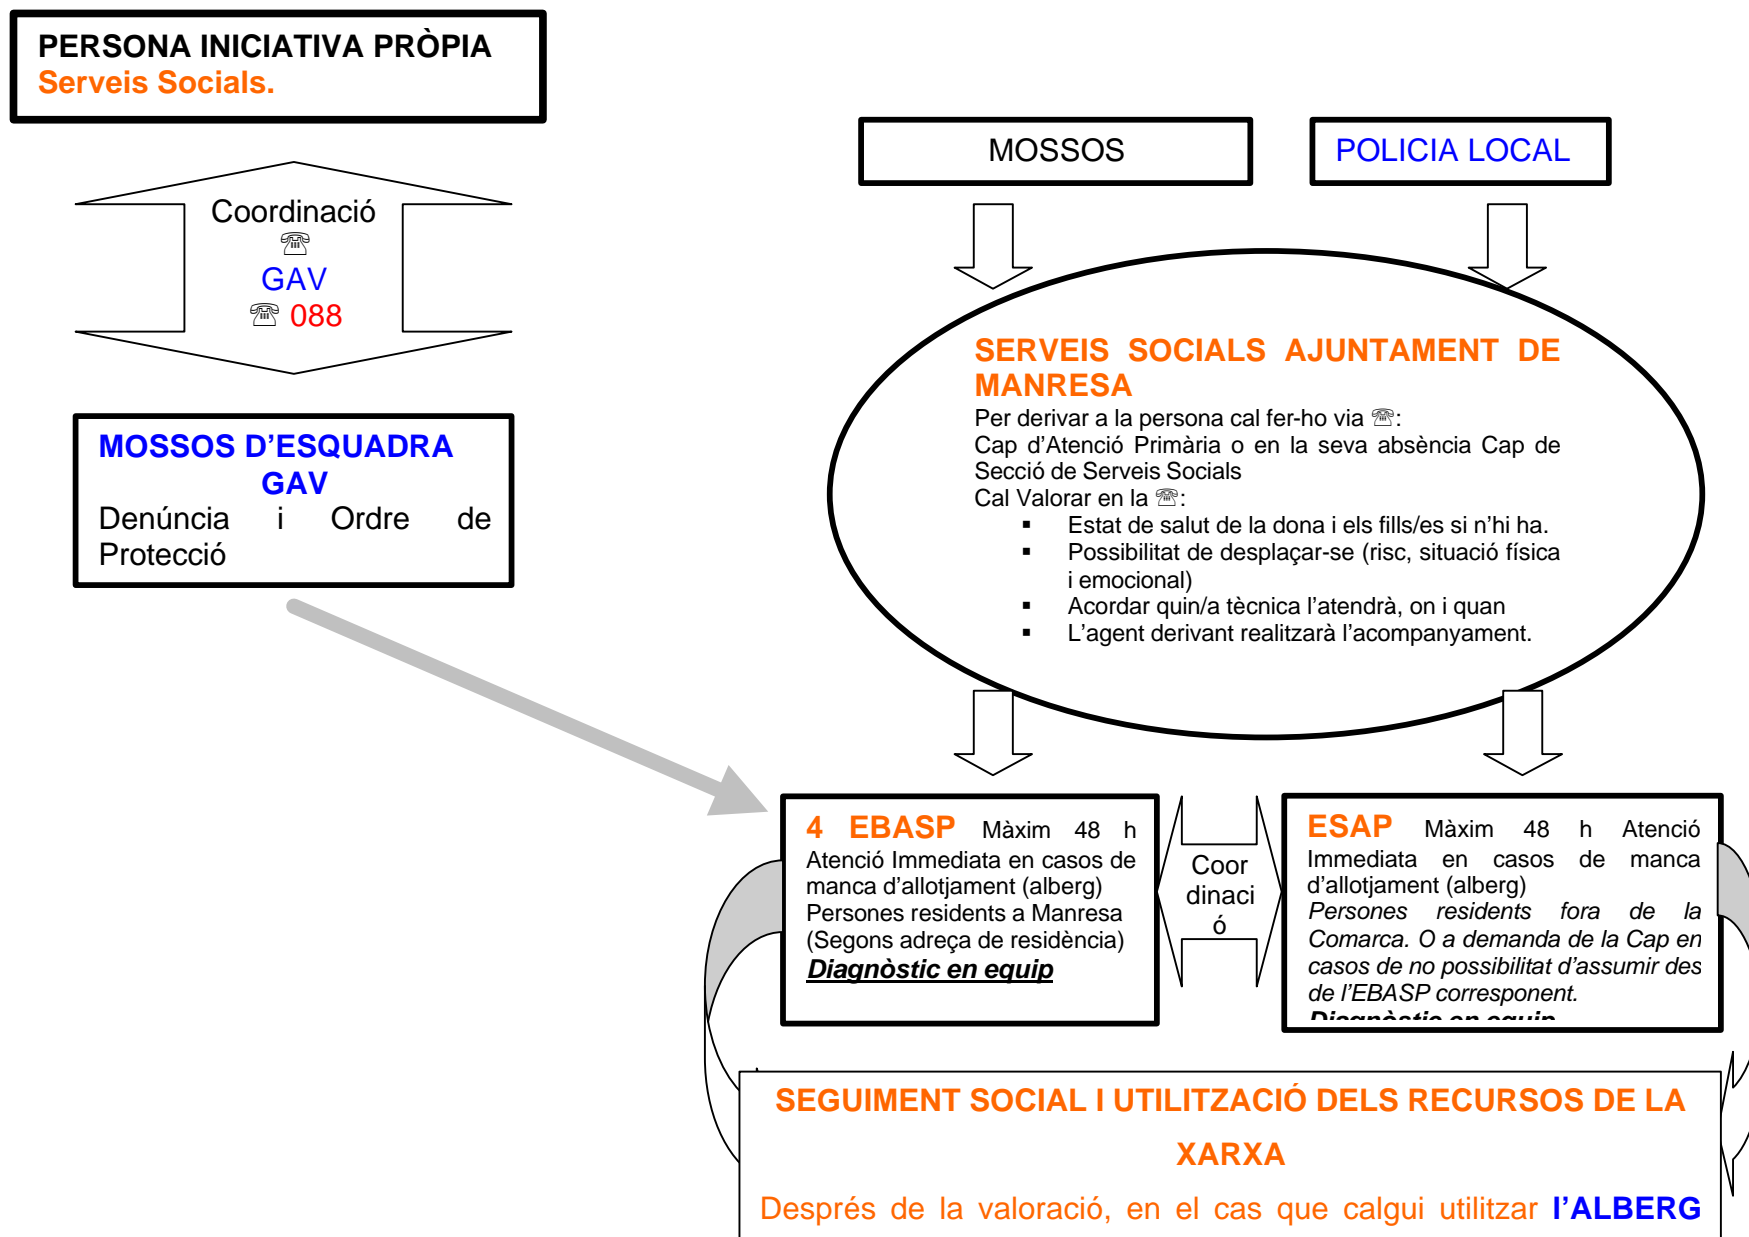 PERSONA INICIATIVA PRÒPIA
Serveis Socials.
Coordinació
☎
GAV
☎ 088
MOSSOS D’ESQUADRA
GAV
Denúncia i Ordre de
Protecció
MOSSOS
POLICIA LOCAL
SERVEIS SOCIALS AJUNTAMENT DE
MANRESA
Per derivar a la persona cal fer-ho via ☎:
Cap d’Atenció Primària o en la seva absència Cap de
Secció de Serveis Socials
Cal Valorar en la ☎:
▪ Estat de salut de la dona i els fills/es si n’hi ha.
▪ Possibilitat de desplaçar-se (risc, situació física
i emocional)
▪ Acordar quin/a tècnica l’atendrà, on i quan
▪ L’agent derivant realitzarà l’acompanyament.
4 EBASP Màxim 48 h
Atenció Immediata en casos de
manca d’allotjament (alberg)
Persones residents a Manresa
(Segons adreça de residència)
Diagnòstic en equip
Coor
dinaci
ó
ESAP Màxim 48 h Atenció
Immediata en casos de manca
d’allotjament (alberg)
Persones residents fora de la
Comarca. O a demanda de la Cap en
casos de no possibilitat d’assumir des
de l’EBASP corresponent.
Diagnòstic en equip
SEGUIMENT SOCIAL I UTILITZACIÓ DELS RECURSOS DE LA
XARXA
Després de la valoració, en el cas que calgui utilitzar l’ALBERG